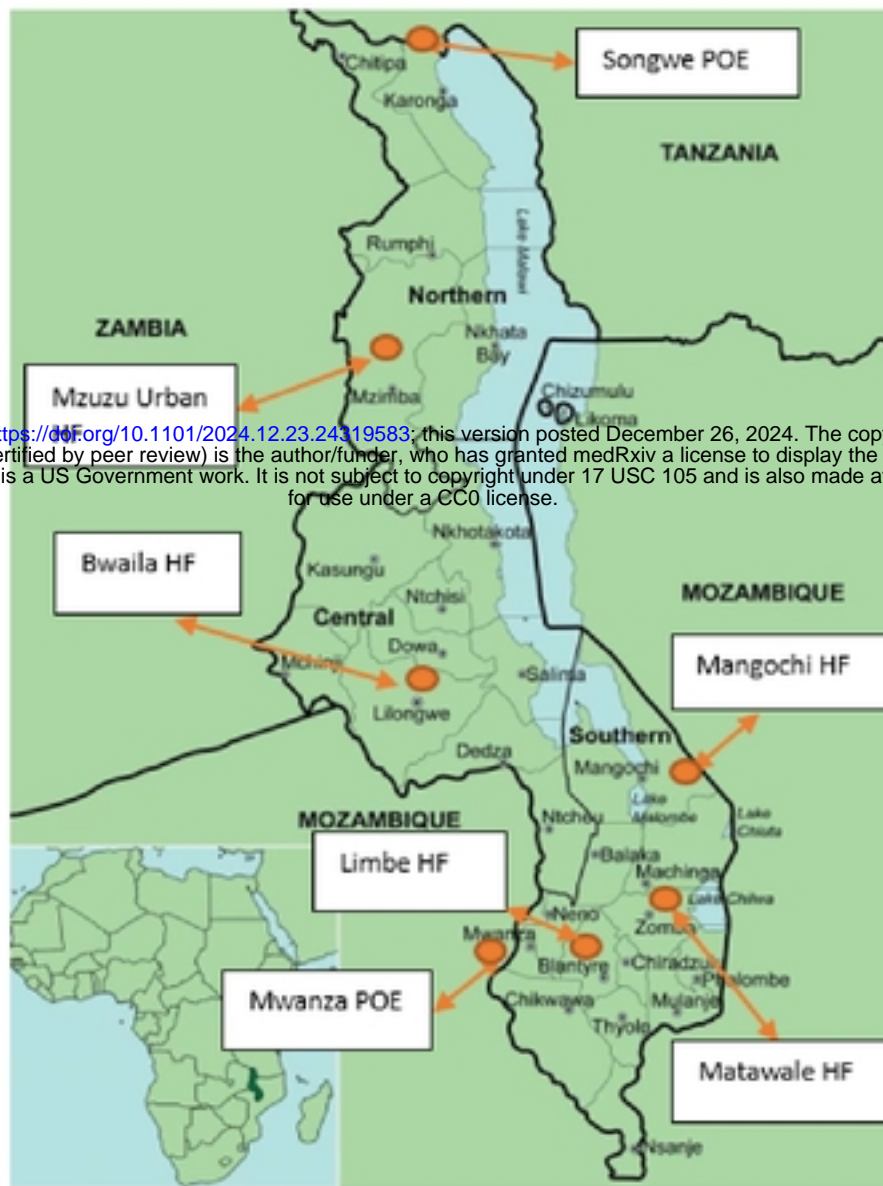 Songwe POE
Chitipa
Karonga
TANZANIA
Lake Malawi
Rumphi
Northern
ZAMBIA
Nkhata
Bay
Mzuzu Urban
HF
Mzimba
Chizumulu
Likoma
https://doi.org/10.1101/2024.12.23.24319583; this version posted December 26, 2024. The
certified by peer review) is the author/funder, who has granted medRxiv a license to display the
is a US Government work. It is not subject to copyright under 17 USC 105 and is also made
for use under a CC0 license.
Nkhotakota
Bwaila HF
Kasungu
Ntchisi
MOZAMBIQUE
Central
Dowa
Mchinji
Salima
Mangochi HF
Lilongwe
Southern
Dedza
Mangochi
Lake
Malombe
MOZAMBIQUE
Ntcheu
Lake
Chiuta
Limbe HF
Balaka
Machinga
Lake Chilwa
Neno
Zomba
Mwanza
Blantyre
Chiradzu
Phalombe
Mwanza POE
Chikwawa
Mulanje
Thyolo
Matawale HF
Nsanje